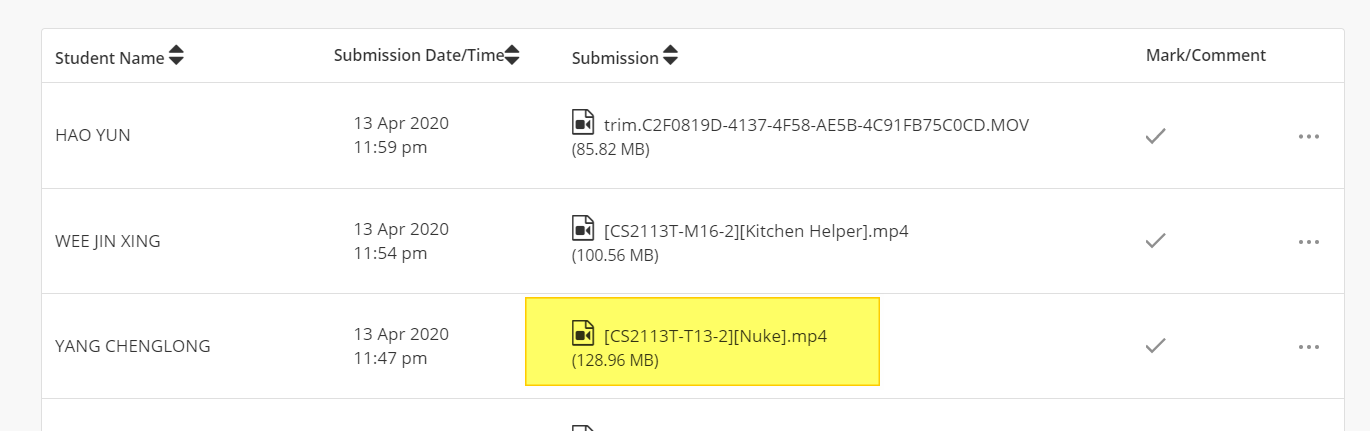 Student Name
Submission Date/Time
Submission
Mark/Comment
HAO YUN
13 Apr 2020
11:59 pm
trim.C2F0819D-4137-4F58-AE5B-4C91FB75C0CD.MOV
(85.82 MB)
WEE JIN XING
13 Apr 2020
11:54 pm
[CS2113T-M16-2][Kitchen Helper].mp4
(100.56 MB)
YANG CHENGLONG
13 Apr 2020
11:47 pm
[CS2113T-T13-2][Nuke].mp4
(128.96 MB)